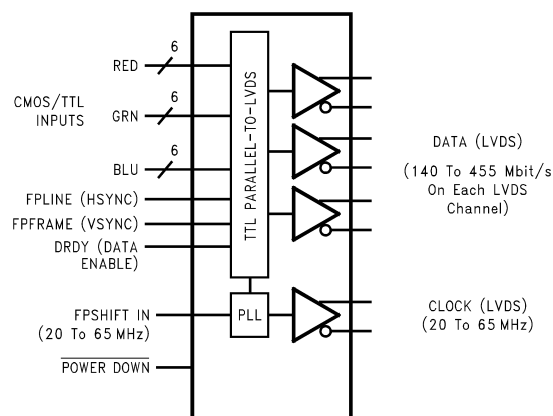 6
RED
6
CMOS/TTL
INPUTS
GRN
6
BLU
FPLINE (HSYNC)
FPFRAME (VSYNC)
DRDY (DATA
ENABLE)
FPSHIFT IN
(20 To 65 MHz)
POWER DOWN
TTL PARALLEL-TO-LVDS
PLL
DATA (LVDS)
(140 To 455 Mbit/s
On Each LVDS
Channel)
CLOCK (LVDS)
(20 To 65 MHz)